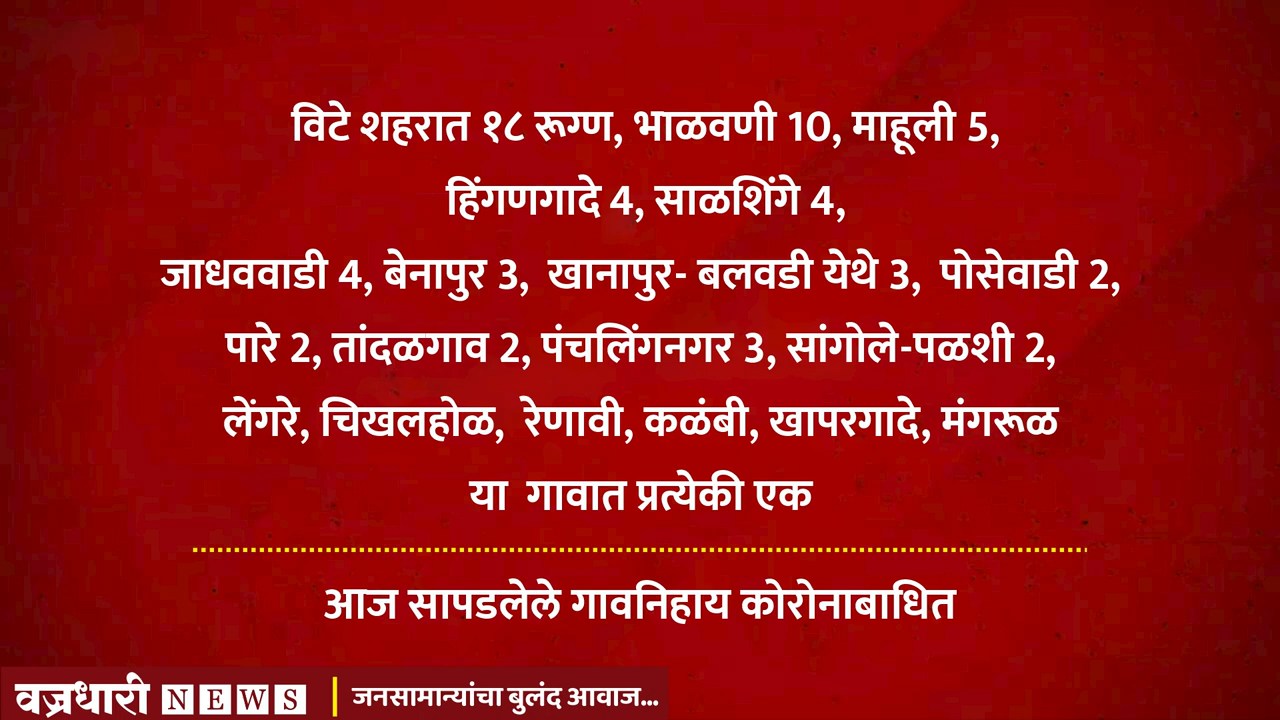 विटे शहरात १८ रूग्ण, भाळवणी 10, माहूली 5,
हिंगणगादे 4, साळशिंगे 4,
जाधववाडी 4, बेनापुर 3, खानापुर- बलवडी येथे 3, पोसेवाडी 2,
पारे 2, तांदळगाव 2, पंचलिंगनगर 3, सांगोले-पळशी 2,
लेंगरे, चिखलहोळ, रेणावी, कळंबी, खापरगादे, मंगरूळ
या गावात प्रत्येकी एक
आज सापडलेले गावनिहाय कोरोनाबाधित
वज्रधारी NEWS जनसामान्यांचा बुलंद आवाज...